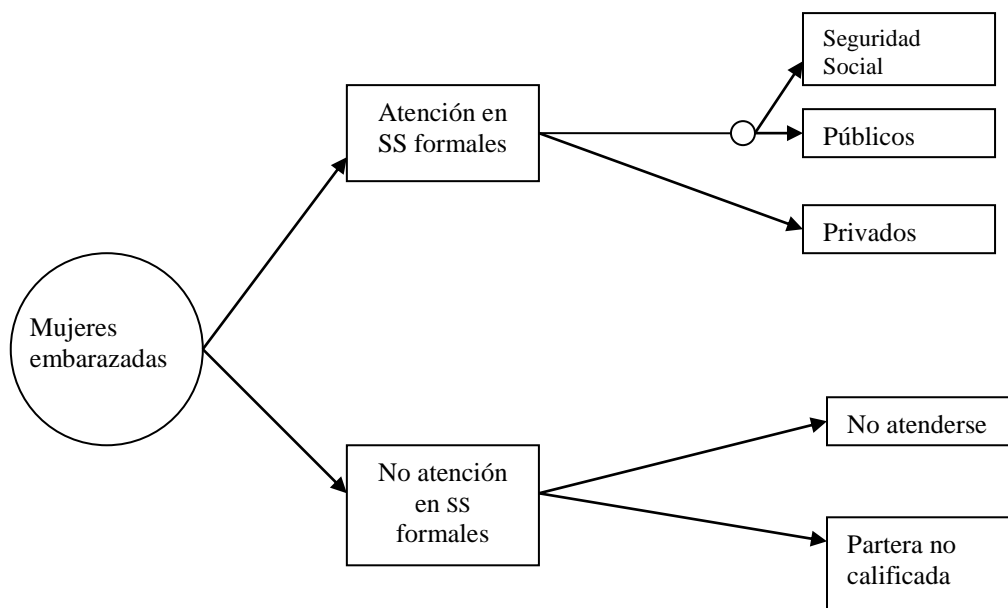 Seguridad
Social
Atención en
SS formales
Públicos
Privados
Mujeres
embarazadas
No atenderse
No atención
en SS
formales
Partera no
calificada